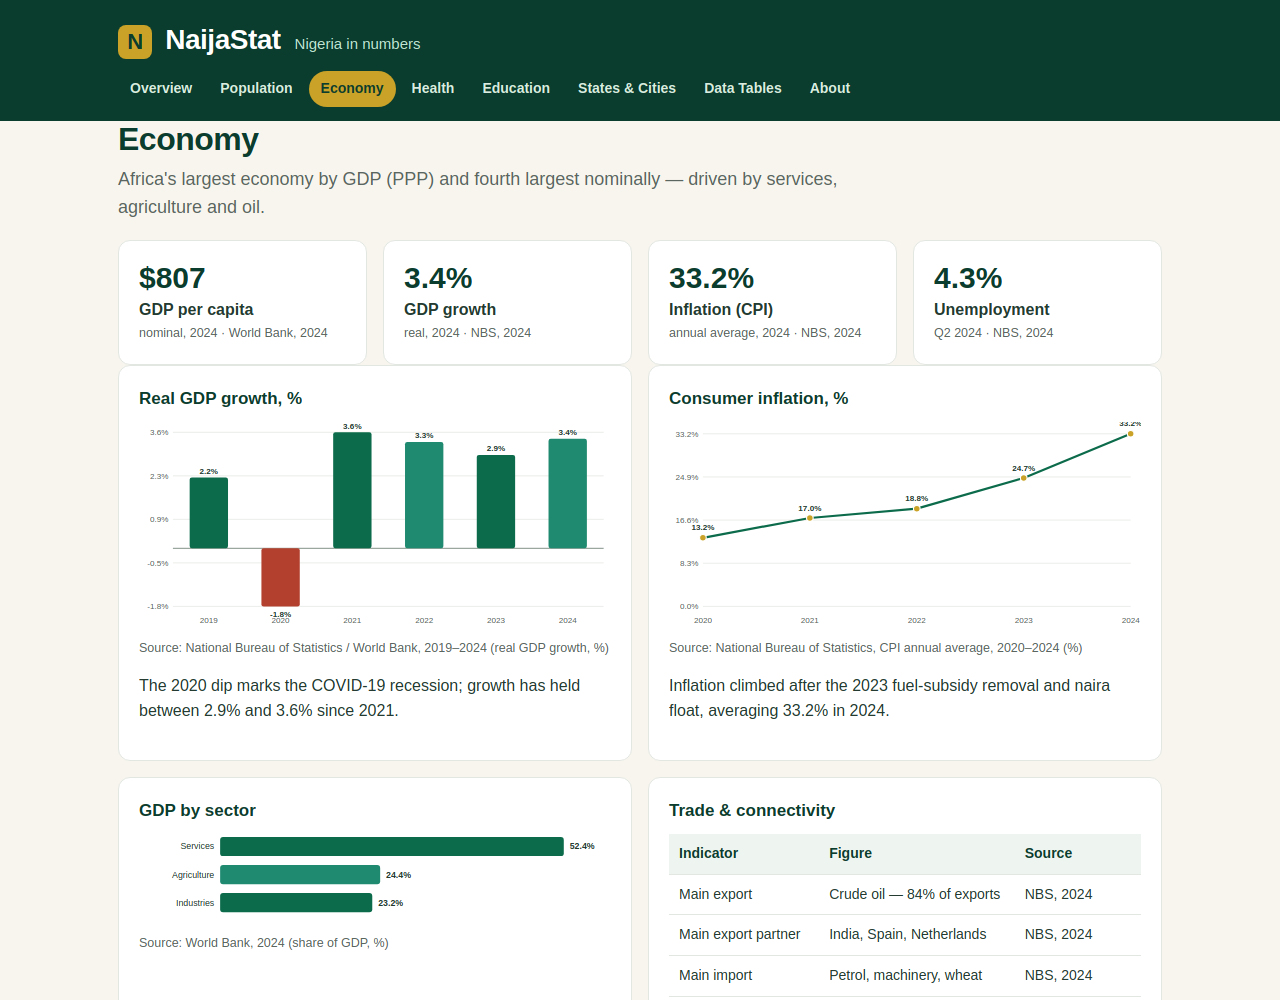 N NaijaStat Nigeria in numbers
Overview Population Economy Health Education States & Cities Data Tables About
Economy
Africa's largest economy by GDP (PPP) and fourth largest nominally — driven by services,
agriculture and oil.
$807
GDP per capita
nominal, 2024 · World Bank, 2024
3.4%
GDP growth
real, 2024 · NBS, 2024
33.2%
Inflation (CPI)
annual average, 2024 · NBS, 2024
4.3%
Unemployment
Q2 2024 · NBS, 2024
Real GDP growth, %
3.6%
2.3%
0.9%
-0.5%
-1.8%
2.2%
-1.8%
3.6%
3.3%
2.9%
3.4%
2019 2020 2021 2022 2023 2024
Source: National Bureau of Statistics / World Bank, 2019–2024 (real GDP growth, %)
The 2020 dip marks the COVID-19 recession; growth has held
between 2.9% and 3.6% since 2021.
Consumer inflation, %
33.2%
24.9%
16.6%
8.3%
0.0%
13.2%
17.0%
18.8%
24.7%
33.2%
2020 2021 2022 2023 2024
Source: National Bureau of Statistics, CPI annual average, 2020–2024 (%)
Inflation climbed after the 2023 fuel-subsidy removal and naira
float, averaging 33.2% in 2024.
GDP by sector
Services 52.4%
Agriculture 24.4%
Industries 23.2%
Source: World Bank, 2024 (share of GDP, %)
Trade & connectivity
Indicator Figure Source
Main export Crude oil — 84% of exports NBS, 2024
Main export partner India, Spain, Netherlands NBS, 2024
Main import Petrol, machinery, wheat NBS, 2024